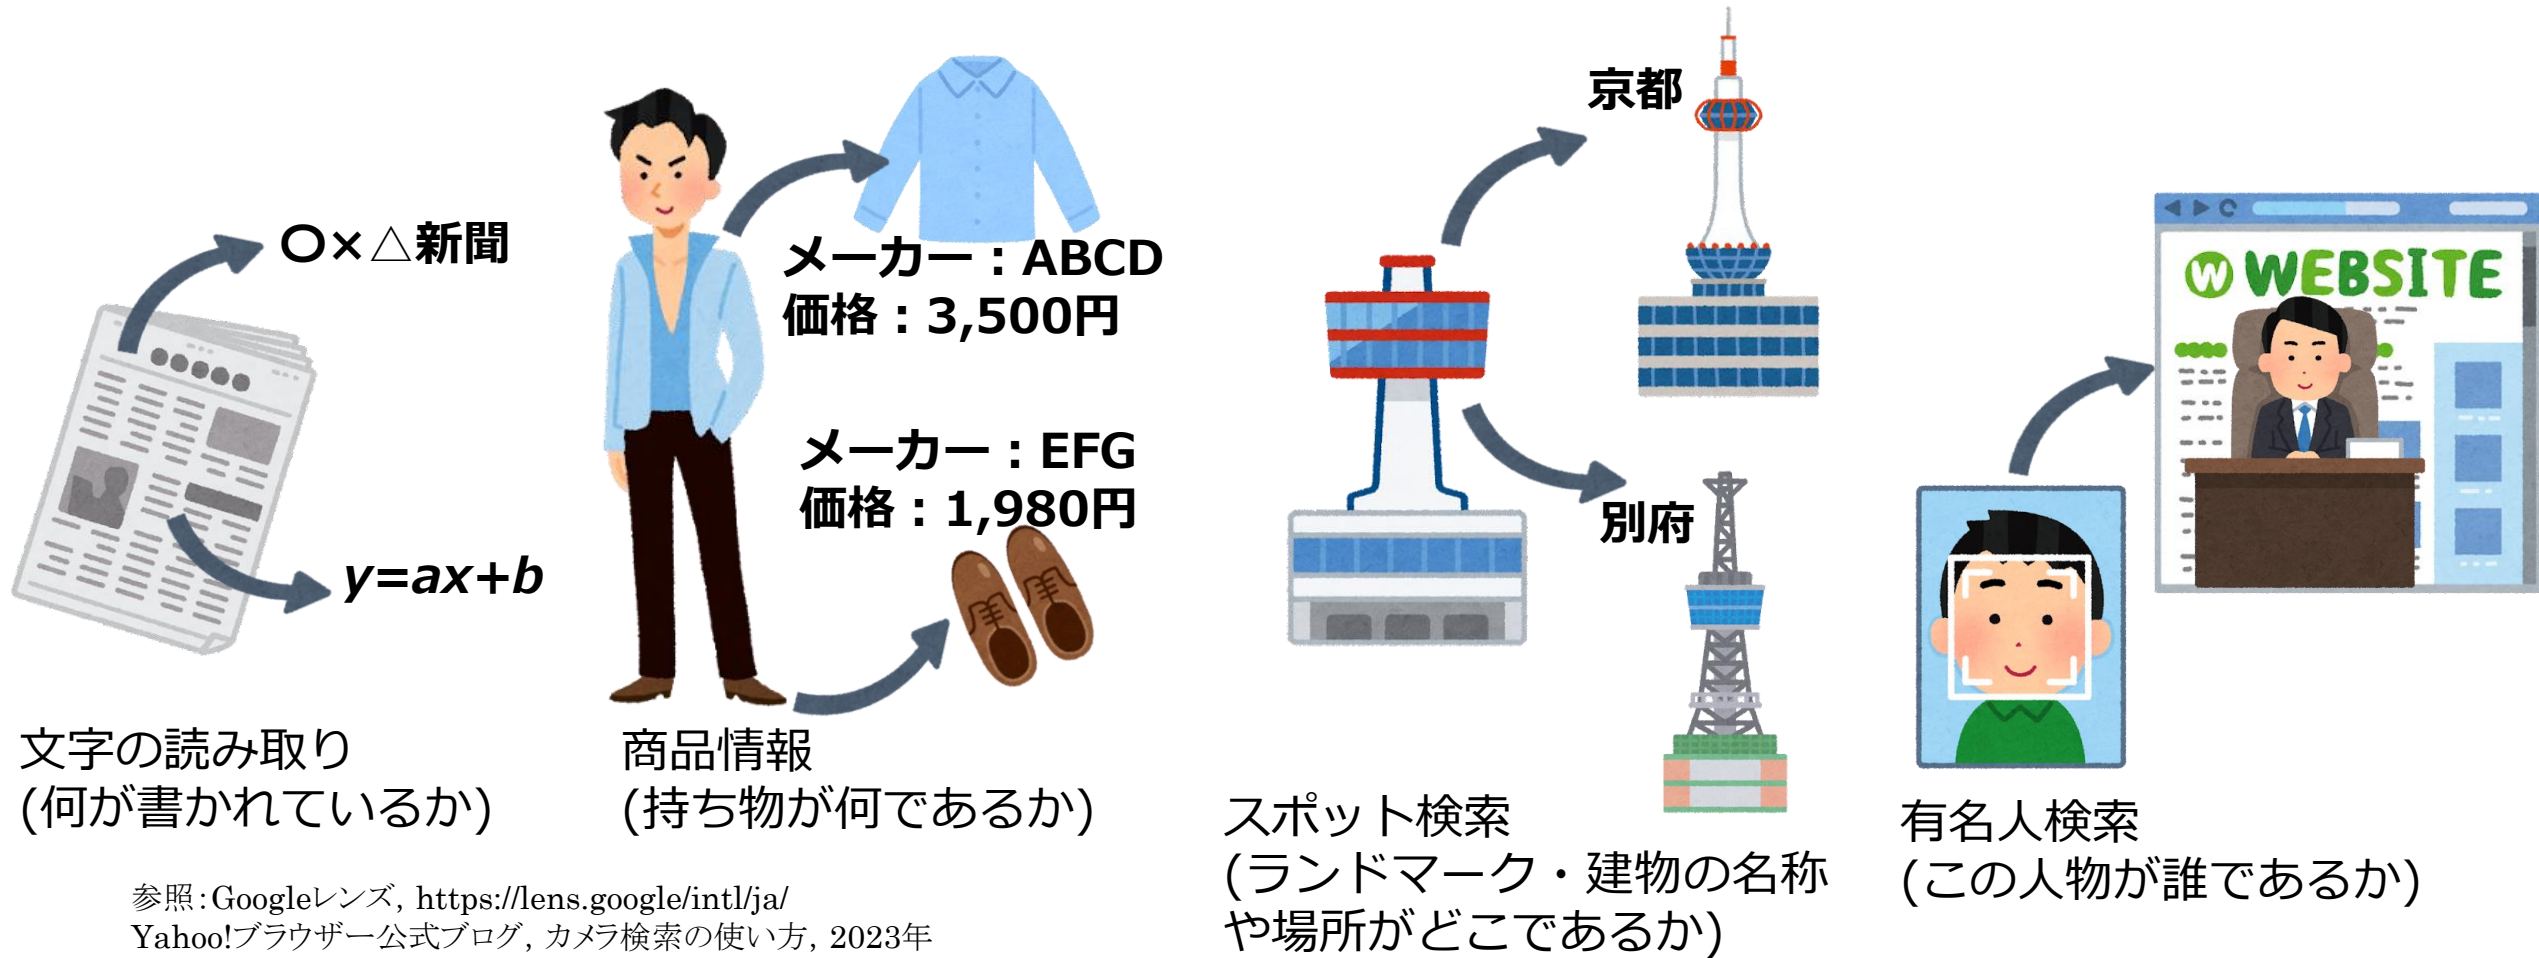 〇×△新聞
y=ax+b
文字の読み取り
(何が書かれているか)
メーカー：ABCD
価格：3,500円
メーカー：EFG
価格：1,980円
商品情報
(持ち物が何であるか)
京都
別府
スポット検索
(ランドマーク・建物の名称
や場所がどこであるか)
W WEBSITE
有名人検索
(この人物が誰であるか)
参照：Googleレンズ, https://lens.google/intl/ja/
Yahoo!ブラウザー公式ブログ, カメラ検索の使い方, 2023年